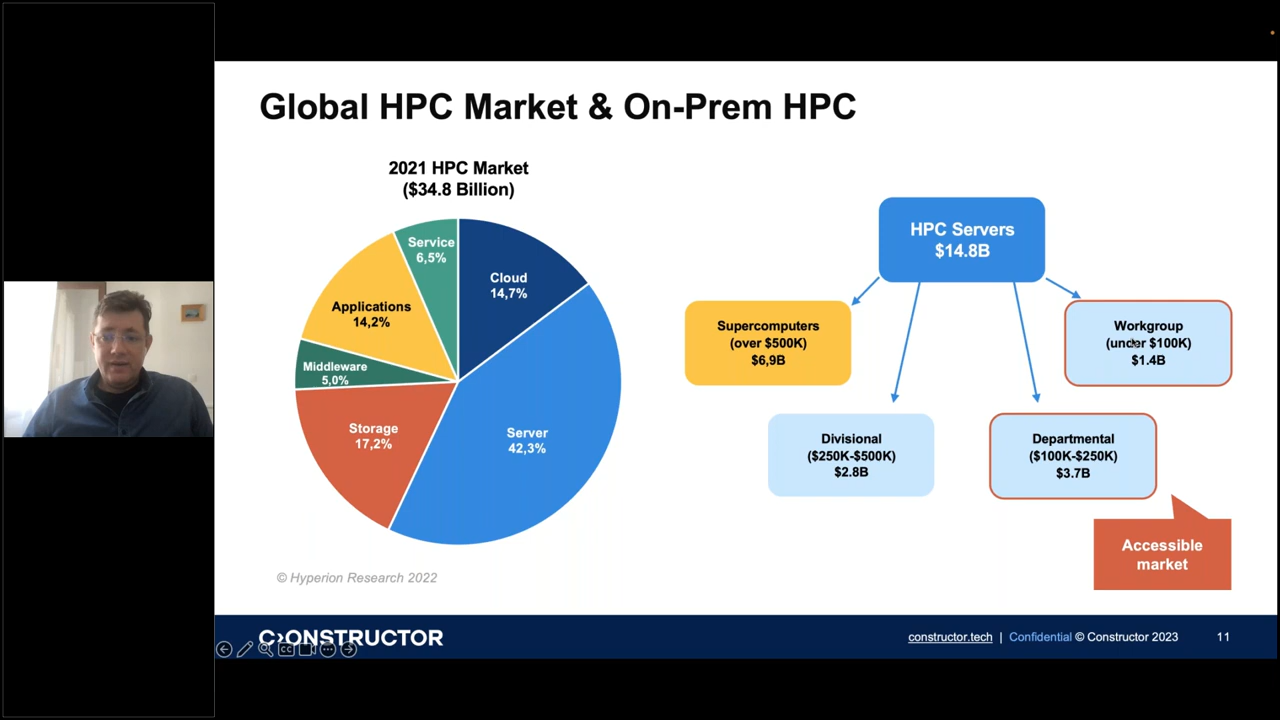 Global HPC Market & On-Prem HPC
2021 HPC Market
($34.8 Billion)
Service
6,5%
Cloud
14,7%
Applications
14,2%
Middleware
5,0%
Storage
17,2%
Server
42,3%
© Hyperion Research 2022
HPC Servers
$14.8B
Supercomputers
(over $500K)
$6,9B
Workgroup
(under $100K)
$1.4B
Divisional
($250K-$500K)
$2.8B
Departmental
($100K-$250K)
$3.7B
Accessible
market
CONSTRUCTOR
CC
constructor.tech | Confidential © Constructor 2023 11